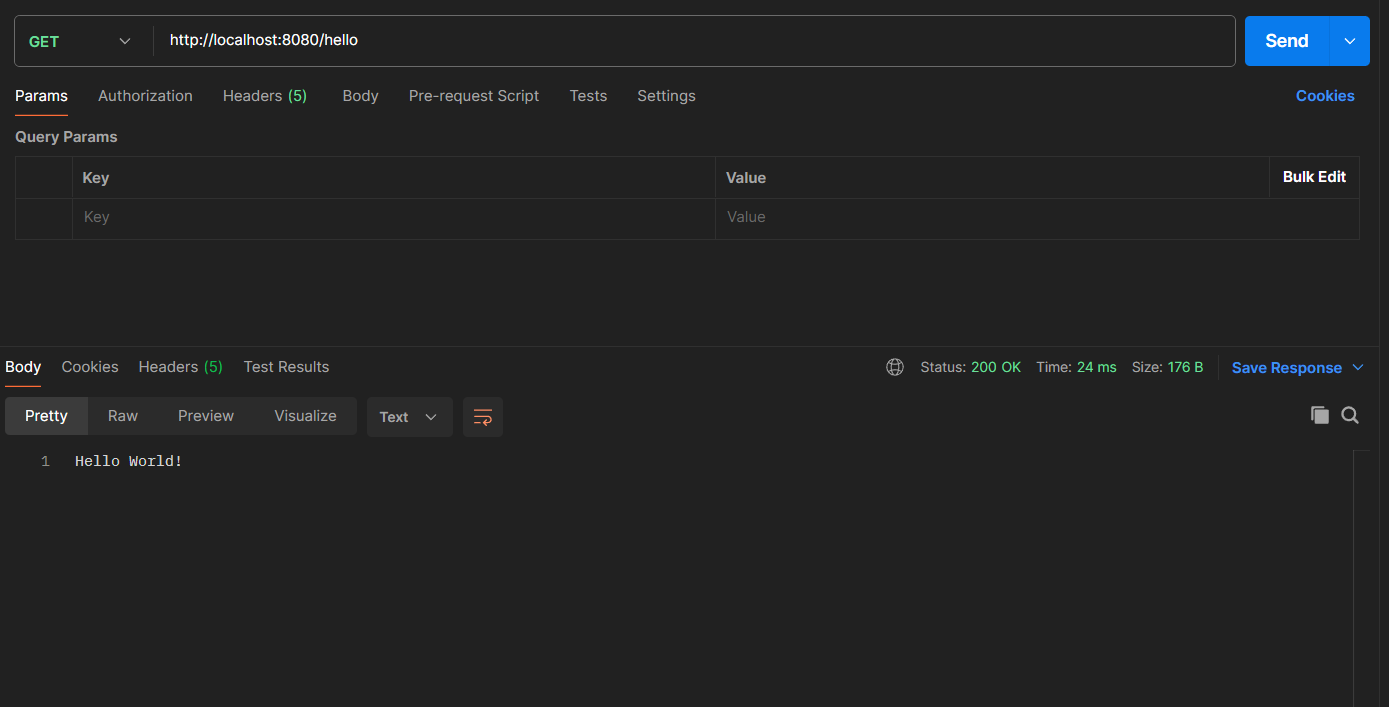 GET http://localhost:8080/hello Send
Params Authorization Headers (5) Body Pre-request Script Tests Settings Cookies
Query Params
Key Value Bulk Edit
Key Value
Body Cookies Headers (5) Test Results Status: 200 OK Time: 24 ms Size: 176 B Save Response
Pretty Raw Preview Visualize Text
1 Hello World!